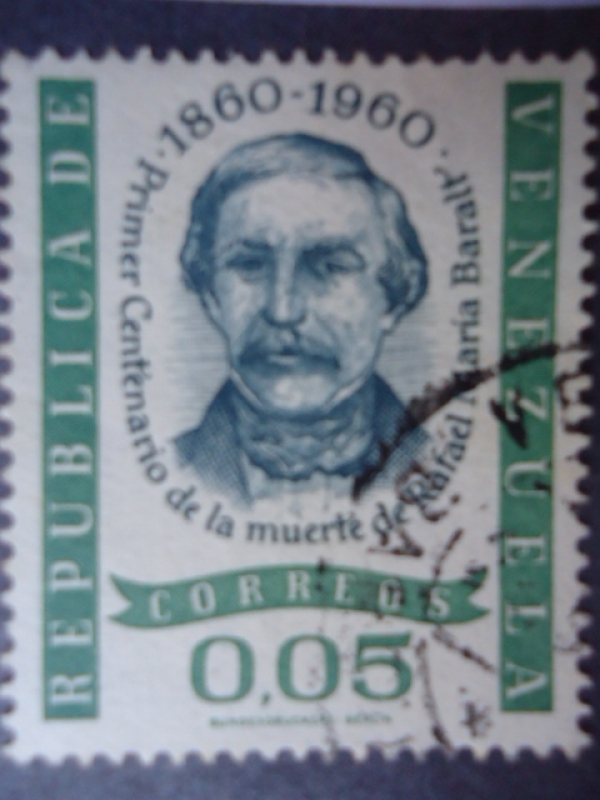 REPUBLICA DE
VENEZUELA
1860-1960
Primer Centenario de la muerte de Rafael María Baralt
CORREOS
0,05